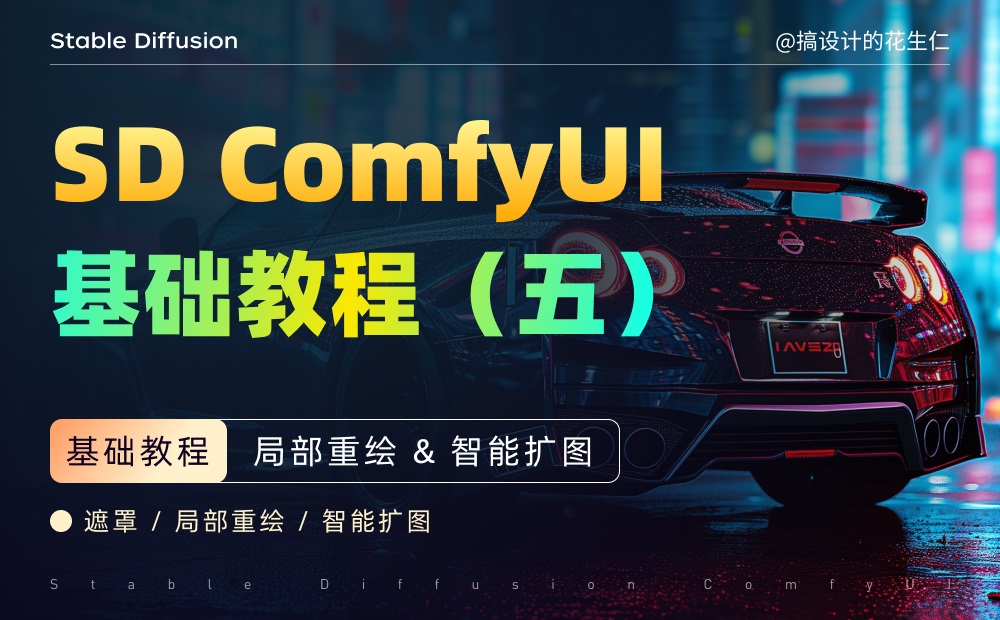 Stable Diffusion
@搞设计的花生仁
SD ComfyUI
基础教程（五）
基础教程 局部重绘 & 智能扩图
遮罩 / 局部重绘 / 智能扩图
Stable Diffusion ComfyUI